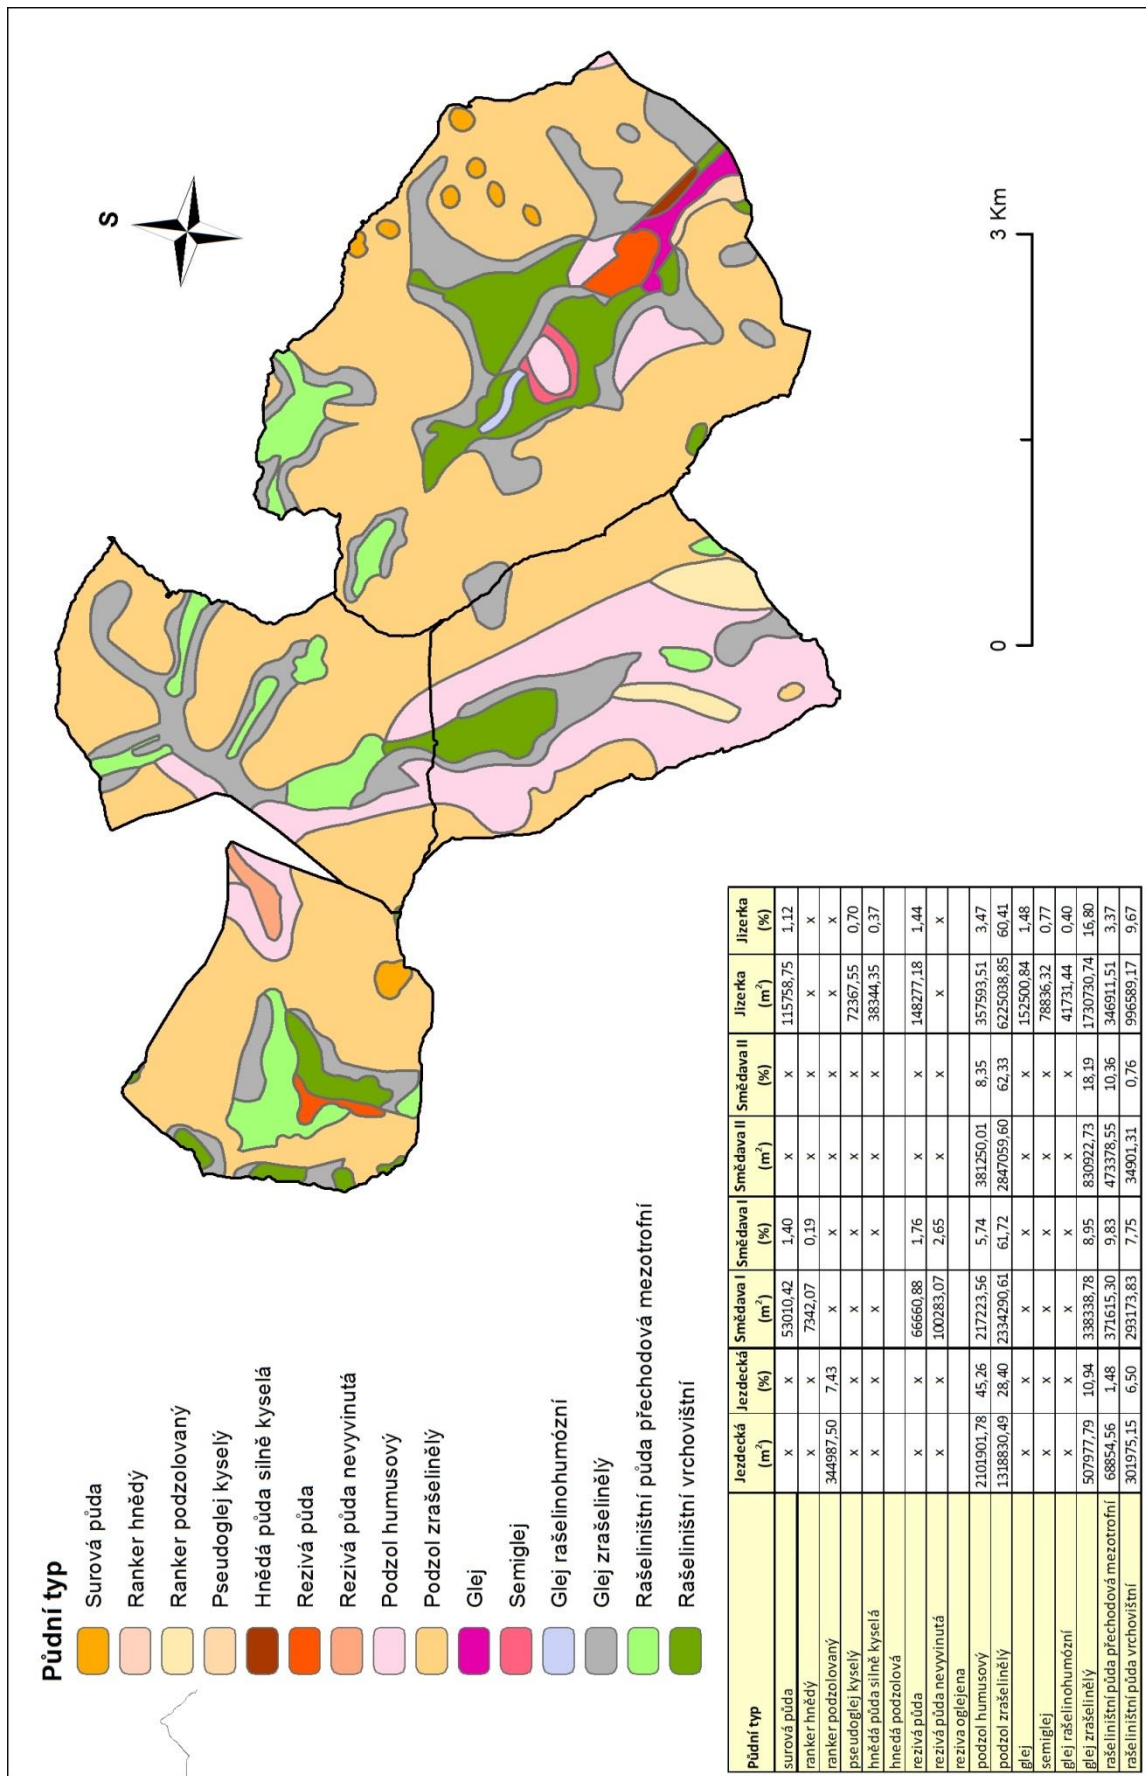 Půdní typ
Surová půda
Ranker hnědý
Ranker podzolovaný
Pseudoglej kyselý
Hnědá půda silně kyselá
Rezivá půda
Rezivá půda nevyvinutá
Podzol humusový
Podzol zrašelinělý
Glej
Semiglej
Glej rašelinohumózní
Glej zrašelinělý
Rašeliništní půda přechodová mezotrofní
Rašeliništní vrchovištní
S
0 3 Km
Půdní typ Jezdecká (m²) Jezdecká (%) Smědava I (m²) Smědava I (%) Smědava II (m²) Smědava II (%) Jizerka (m²) Jizerka (%)
surová půda x x 53010,42 1,40 x x 115758,75 1,12
ranker hnědý x x 7342,07 0,19 x x x x
ranker podzolovaný 344987,50 7,43 x x x x x x
pseudoglej kyselý x x x x x x 72367,55 0,70
hnědá půda silně kyselá x x x x x x 38344,35 0,37
hnedá podzolová
rezivá půda x x 66660,88 1,76 x x 148277,18 1,44
rezivá půda nevyvinutá x x 100283,07 2,65 x x x x
reziva oglejena
podzol humusový 2101901,78 45,26 217223,56 5,74 381250,01 8,35 357593,51 3,47
podzol zrašelinělý 1318830,49 28,40 2334290,61 61,72 2847059,60 62,33 6225038,85 60,41
glej x x x x x x 152500,84 1,48
semiglej x x x x x x 78836,32 0,77
glej rašelinohumózní x x x x x x 41731,44 0,40
glej zrašelinělý 507977,79 10,94 338338,78 8,95 830922,73 18,19 1730730,74 16,80
rašeliništní půda přechodová mezotrofní 68854,56 1,48 371615,30 9,83 473378,55 10,36 346911,51 3,37
rašeliništní půda vrchovištní 301975,15 6,50 293173,83 7,75 34901,31 0,76 996589,17 9,67